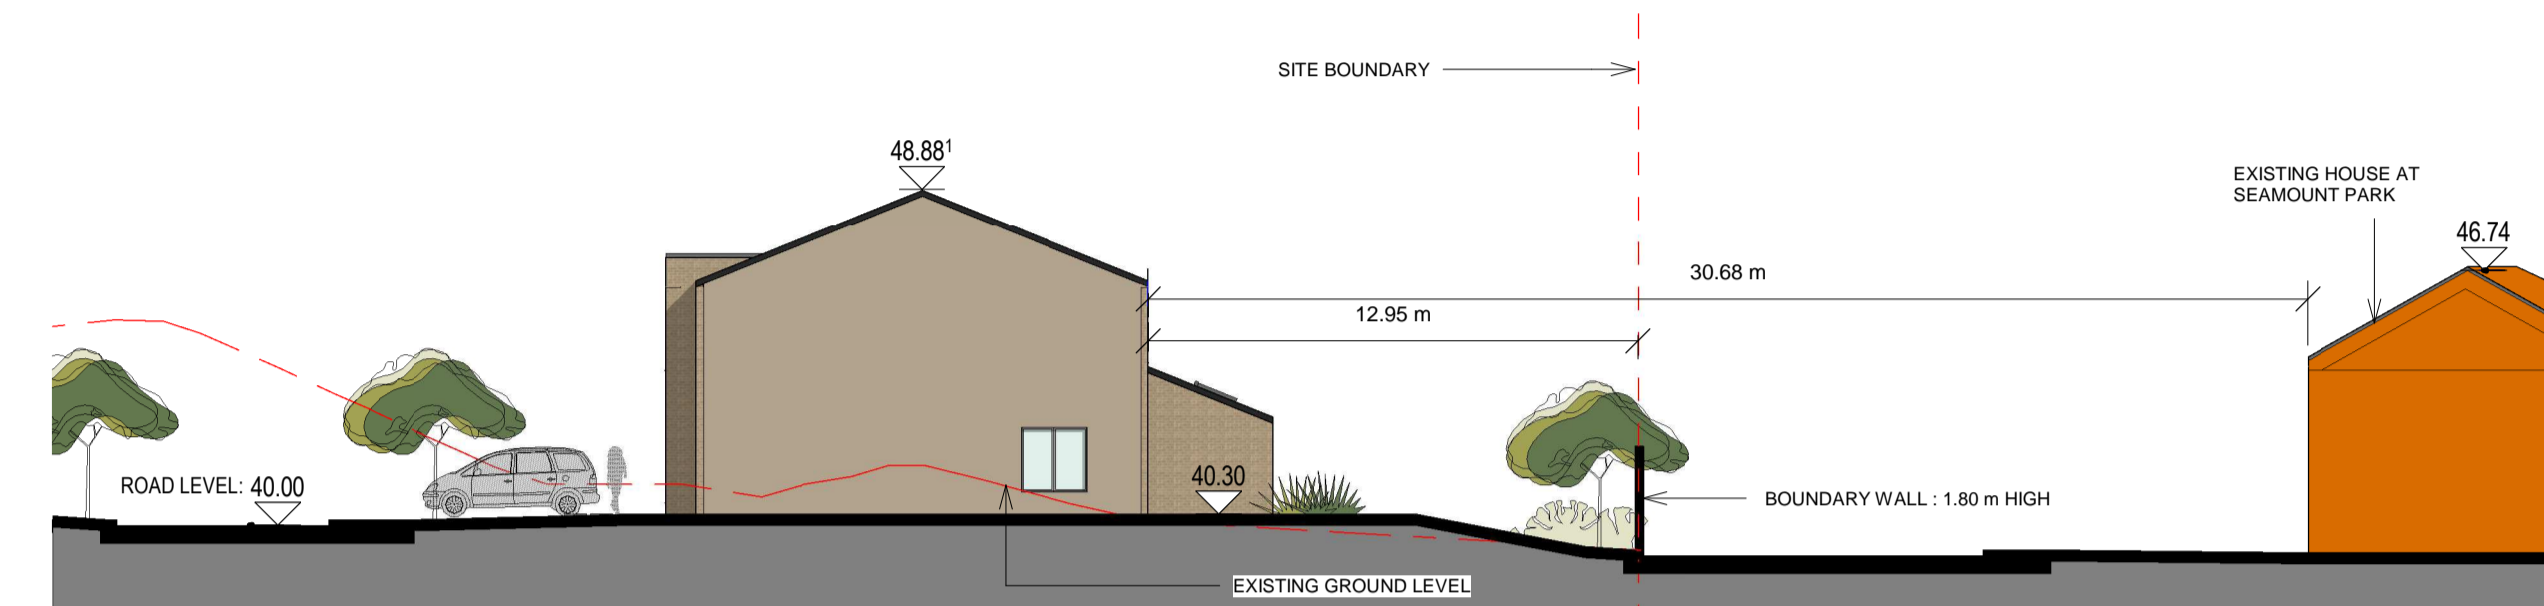 SITE BOUNDARY
48.88¹
EXISTING HOUSE AT
SEAMOUNT PARK
46.74
30.68 m
12.95 m
ROAD LEVEL: 40.00
40.30
BOUNDARY WALL : 1.80 m HIGH
EXISTING GROUND LEVEL